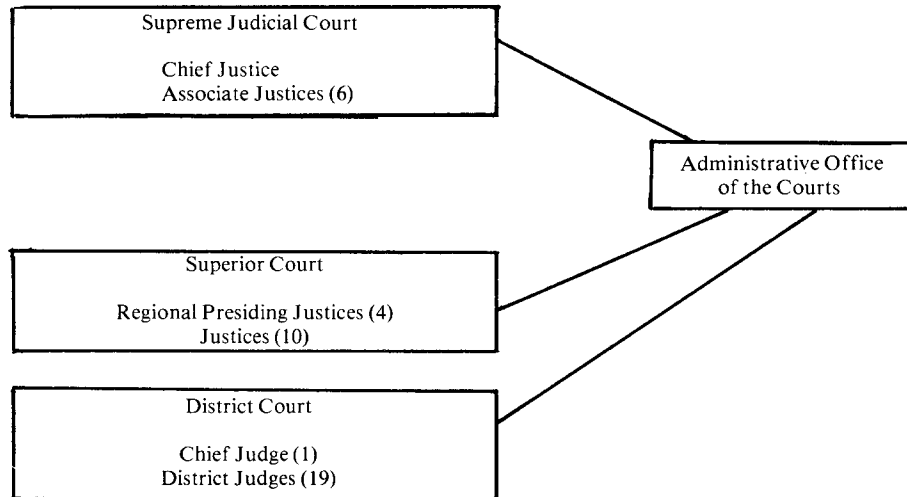 Supreme Judicial Court
Chief Justice
Associate Justices (6)
Administrative Office
of the Courts
Superior Court
Regional Presiding Justices (4)
Justices (10)
District Court
Chief Judge (1)
District Judges (19)